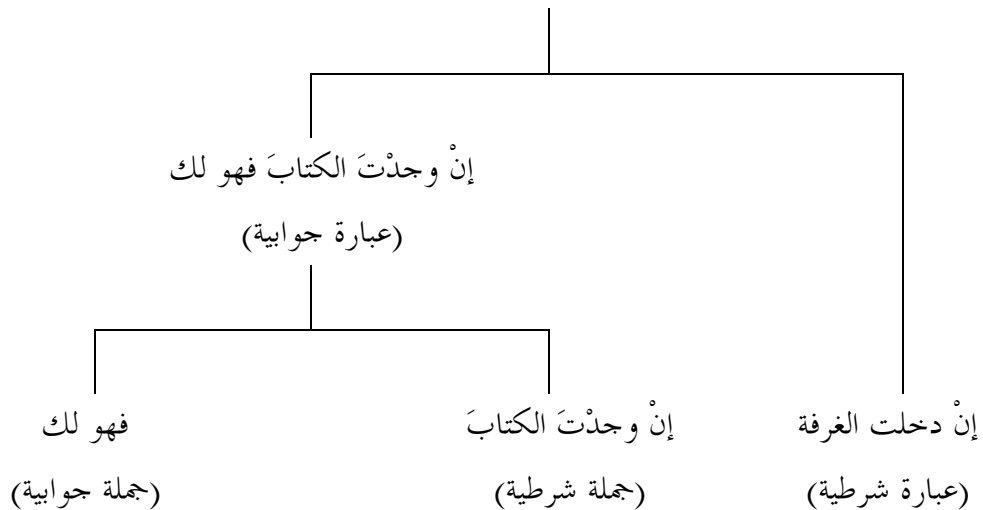 إنْ وجدْتَ الكتابَ فهو لك
(عبارة جوابية)
إنْ دخلت الغرفة
(عبارة شرطية)
إنْ وجدْتَ الكتابَ
(جملة شرطية)
فهو لك
(جملة جوابية)